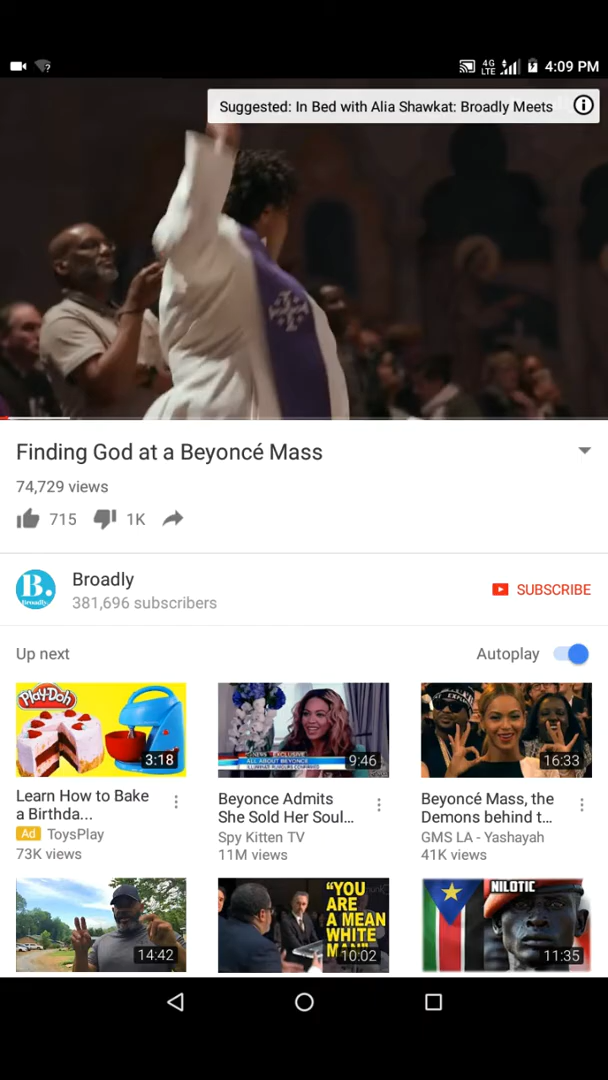 4G
LTE
4:09 PM
Suggested: In Bed with Alia Shawkat: Broadly Meets
Finding God at a Beyoncé Mass
74,729 views
715
1K
B.
Broadly
Broadly
381,696 subscribers
SUBSCRIBE
Up next
Autoplay
Play-Doh
3:18
NEWS EXCLUSIVE
ALL ABOUT BEYONCE
9:46
16:33
Learn How to Bake
a Birthda...
Ad ToysPlay
73K views
Beyonce Admits
She Sold Her Soul...
Spy Kitten TV
11M views
Beyoncé Mass, the
Demons behind t...
GMS LA - Yashayah
41K views
14:42
“YOU
ARE
A MEAN
WHITE
10:02
NILOTIC
11:35